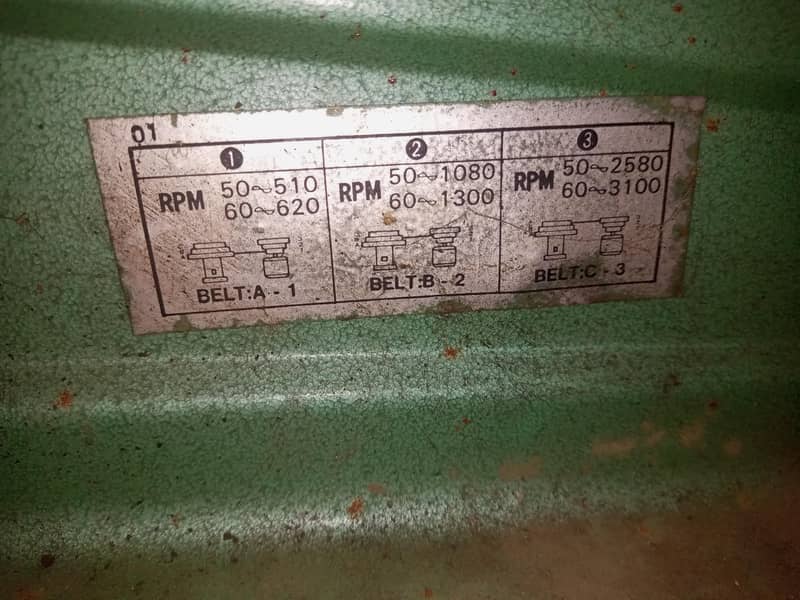 01
❶
RPM 50~510
60~620
BELT:A - 1
❷
RPM 50~1080
60~1300
BELT:B - 2
❸
RPM 50~2580
60~3100
BELT:C - 3